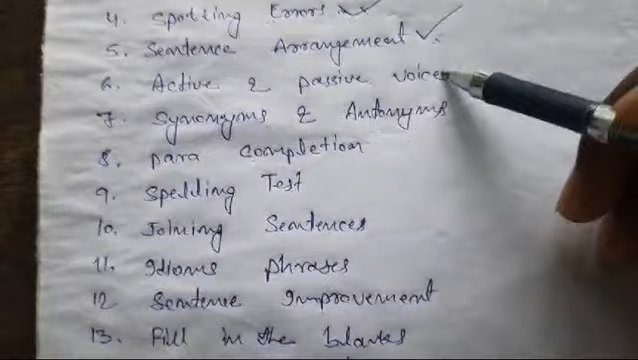 4. Spotting Errors ✓✓
5. Sentence Arrangement ✓.
6. Active & passive voice
7. Synonyms & Antonyms
8. para completion
9. Spelling Test
10. Joining Sentences
11. Idioms phrases
12 Sentence Improvement
13. Fill in the blanks